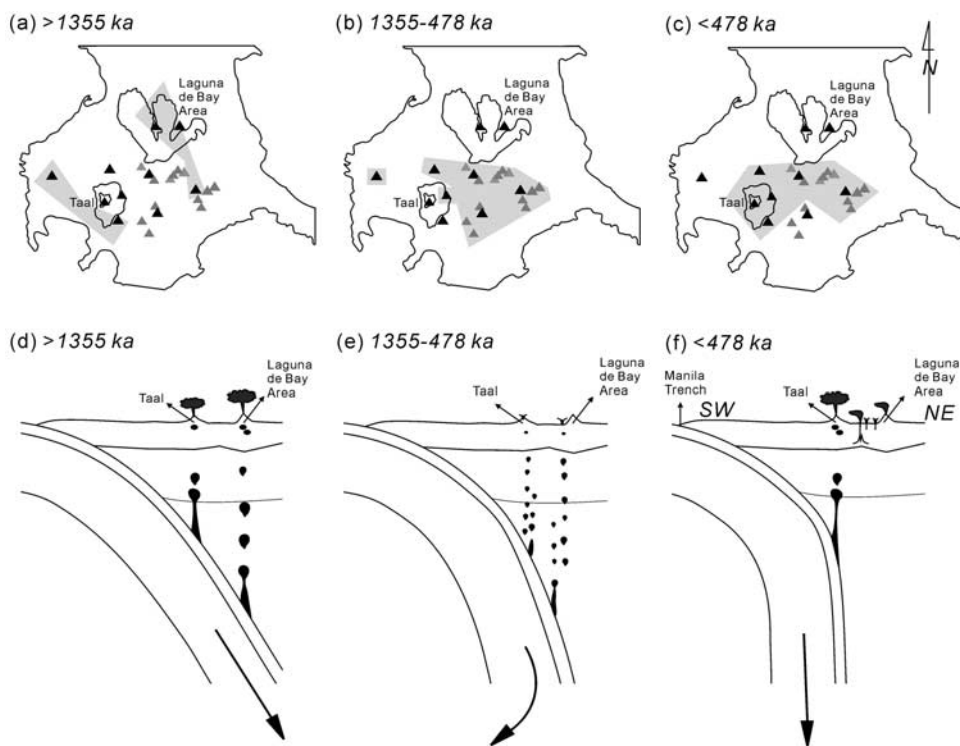 (a) >1355 ka
(b) 1355-478 ka
(c) <478 ka
N
Laguna
de Bay
Area
Taal
Laguna
de Bay
Area
Taal
Laguna
de Bay
Area
Taal
(d) >1355 ka
(e) 1355-478 ka
(f) <478 ka
Taal
Laguna
de Bay
Area
Taal
Laguna
de Bay
Area
Manila
Trench
SW
Taal
Laguna
de Bay
Area
NE